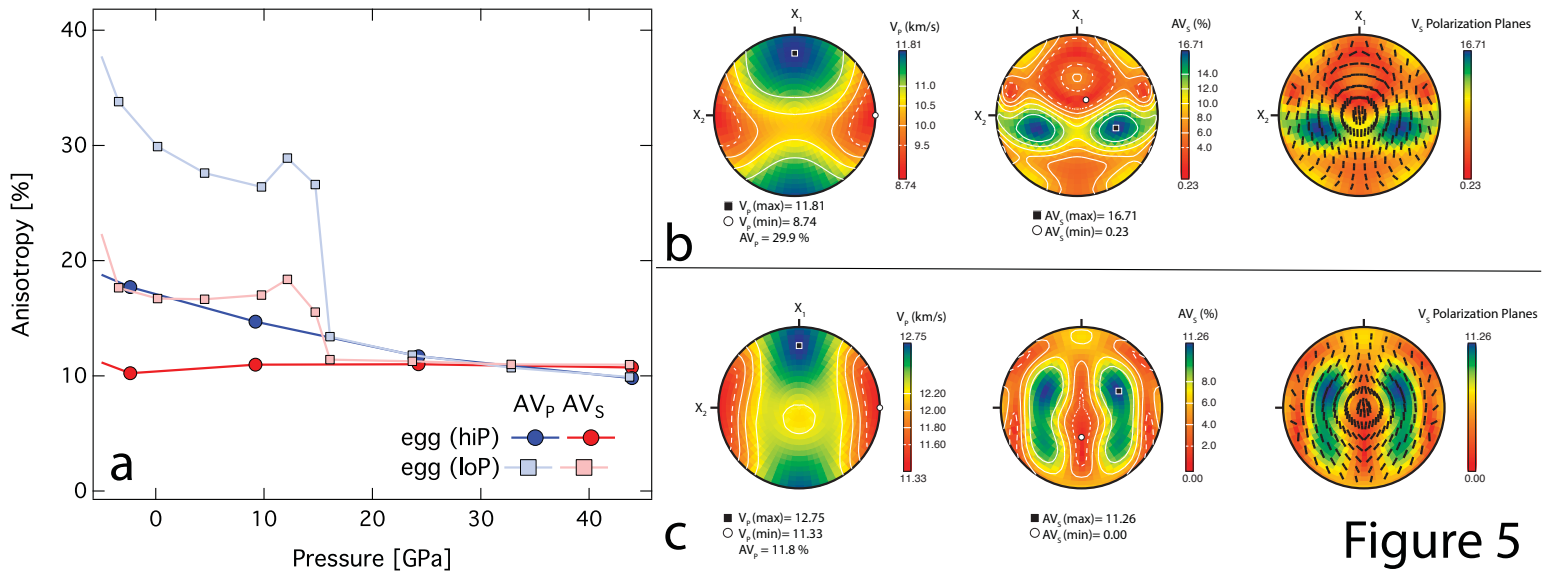 40
30
20
10
0
Anisotropy [%]
0 10 20 30 40
Pressure [GPa]
AVP AVS
egg (hiP)
egg (loP)
a
X1
X2
VP (km/s)
11.81
11.0
10.5
10.0
9.5
8.74
VP (max)= 11.81
VP (min)= 8.74
AVP = 29.9 %
b
X1
X2
AVS (%)
16.71
14.0
12.0
10.0
8.0
6.0
4.0
0.23
AVS (max)= 16.71
AVS (min)= 0.23
X1
X2
VS Polarization Planes
16.71
0.23
X1
X2
VP (km/s)
12.75
12.20
12.00
11.80
11.60
11.33
VP (max)= 12.75
VP (min)= 11.33
AVP = 11.8 %
c
AVS (%)
11.26
8.0
6.0
4.0
2.0
0.00
AVS (max)= 11.26
AVS (min)= 0.00
VS Polarization Planes
11.26
0.00
Figure 5